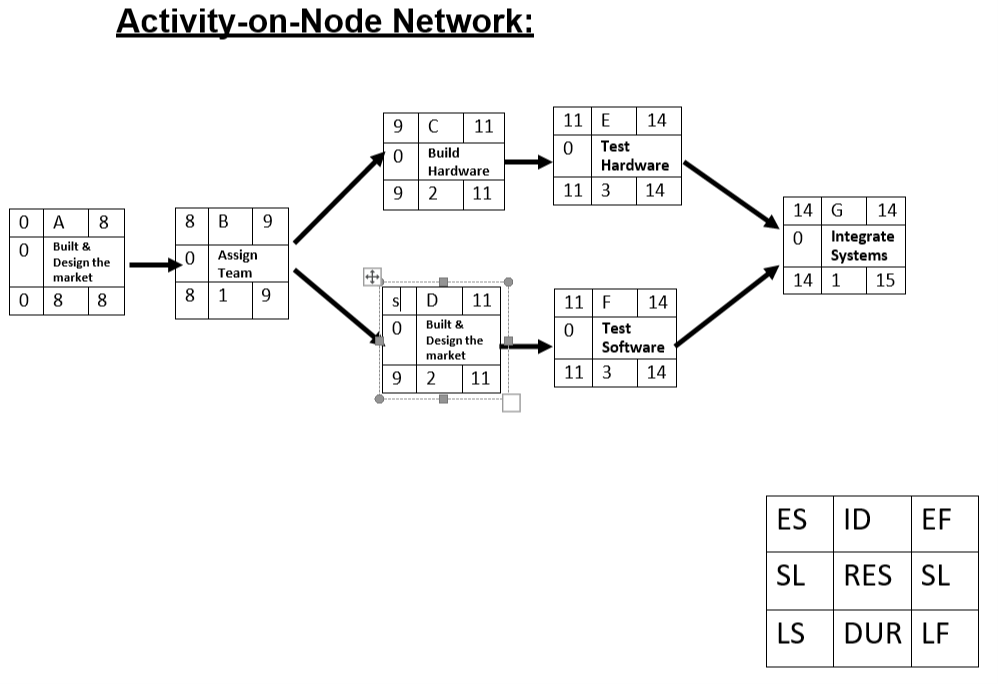 Activity-on-Node Network:
9 C 11
0 Build
Hardware
9 2 11
11 E 14
0 Test
Hardware
11 3 14
0 A 8
0 Built &
Design the
market
0 8 8
8 B 9
0 Assign
Team
8 1 9
s D 11
0 Built &
Design the
market
9 2 11
11 F 14
0 Test
Software
11 3 14
14 G 14
0 Integrate
Systems
14 1 15
ES ID EF
SL RES SL
LS DUR LF